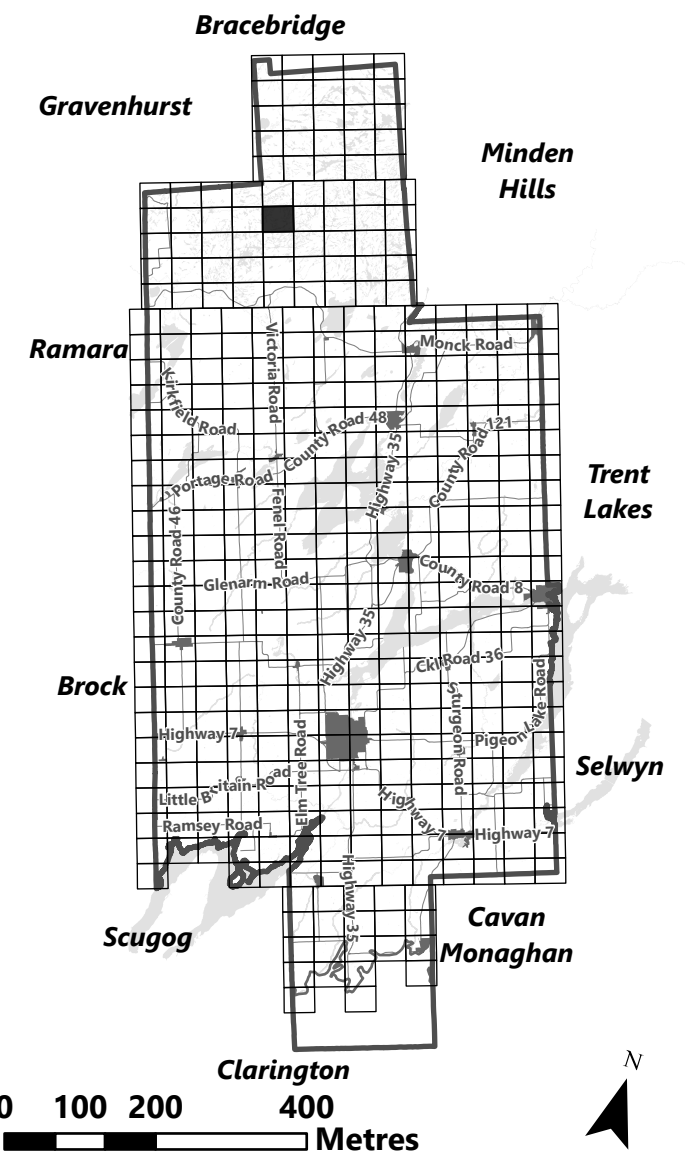 Bracebridge
Gravenhurst
Minden
Hills
Ramara
Monck Road
Victoria Road
Kirkfield Road
County Road 48
County Road 121
Highway 35
Portage Road
Trent
Lakes
Fenel Road
County Road 46
Glenarm Road
County Road 8
Highway 35
Ckl Road 36
Brock
Sturgeon Road
Pigeon Lake Road
Highway 7
Elm Tree Road
Selwyn
Little Britain Road
Highway 7
Highway 7
Ramsey Road
Highway 35
Cavan
Monaghan
Scugog
Clarington
N
0 100 200 400
Metres